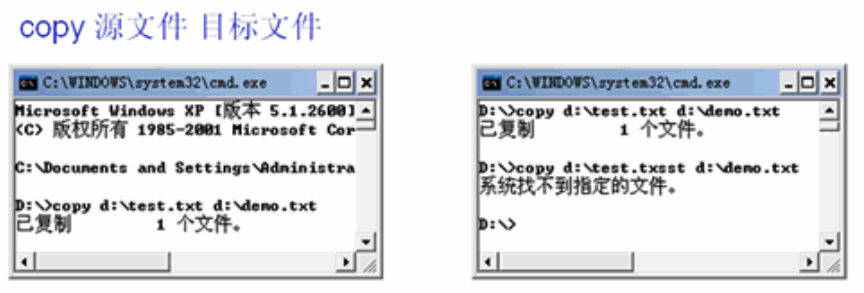 copy 源文件 目标文件
C:\WINDOWS\system32\cmd.exe
Microsoft Windows XP [版本 5.1.2600]
(C) 版权所有 1985-2001 Microsoft Cor
C:\Documents and Settings\Administra
D:\>copy d:\test.txt d:\demo.txt
已复制 1 个文件。
C:\WINDOWS\system32\cmd.exe
D:\>copy d:\test.txt d:\demo.txt
已复制 1 个文件。
D:\>copy d:\test.txsst d:\demo.txt
系统找不到指定的文件。
D:\>